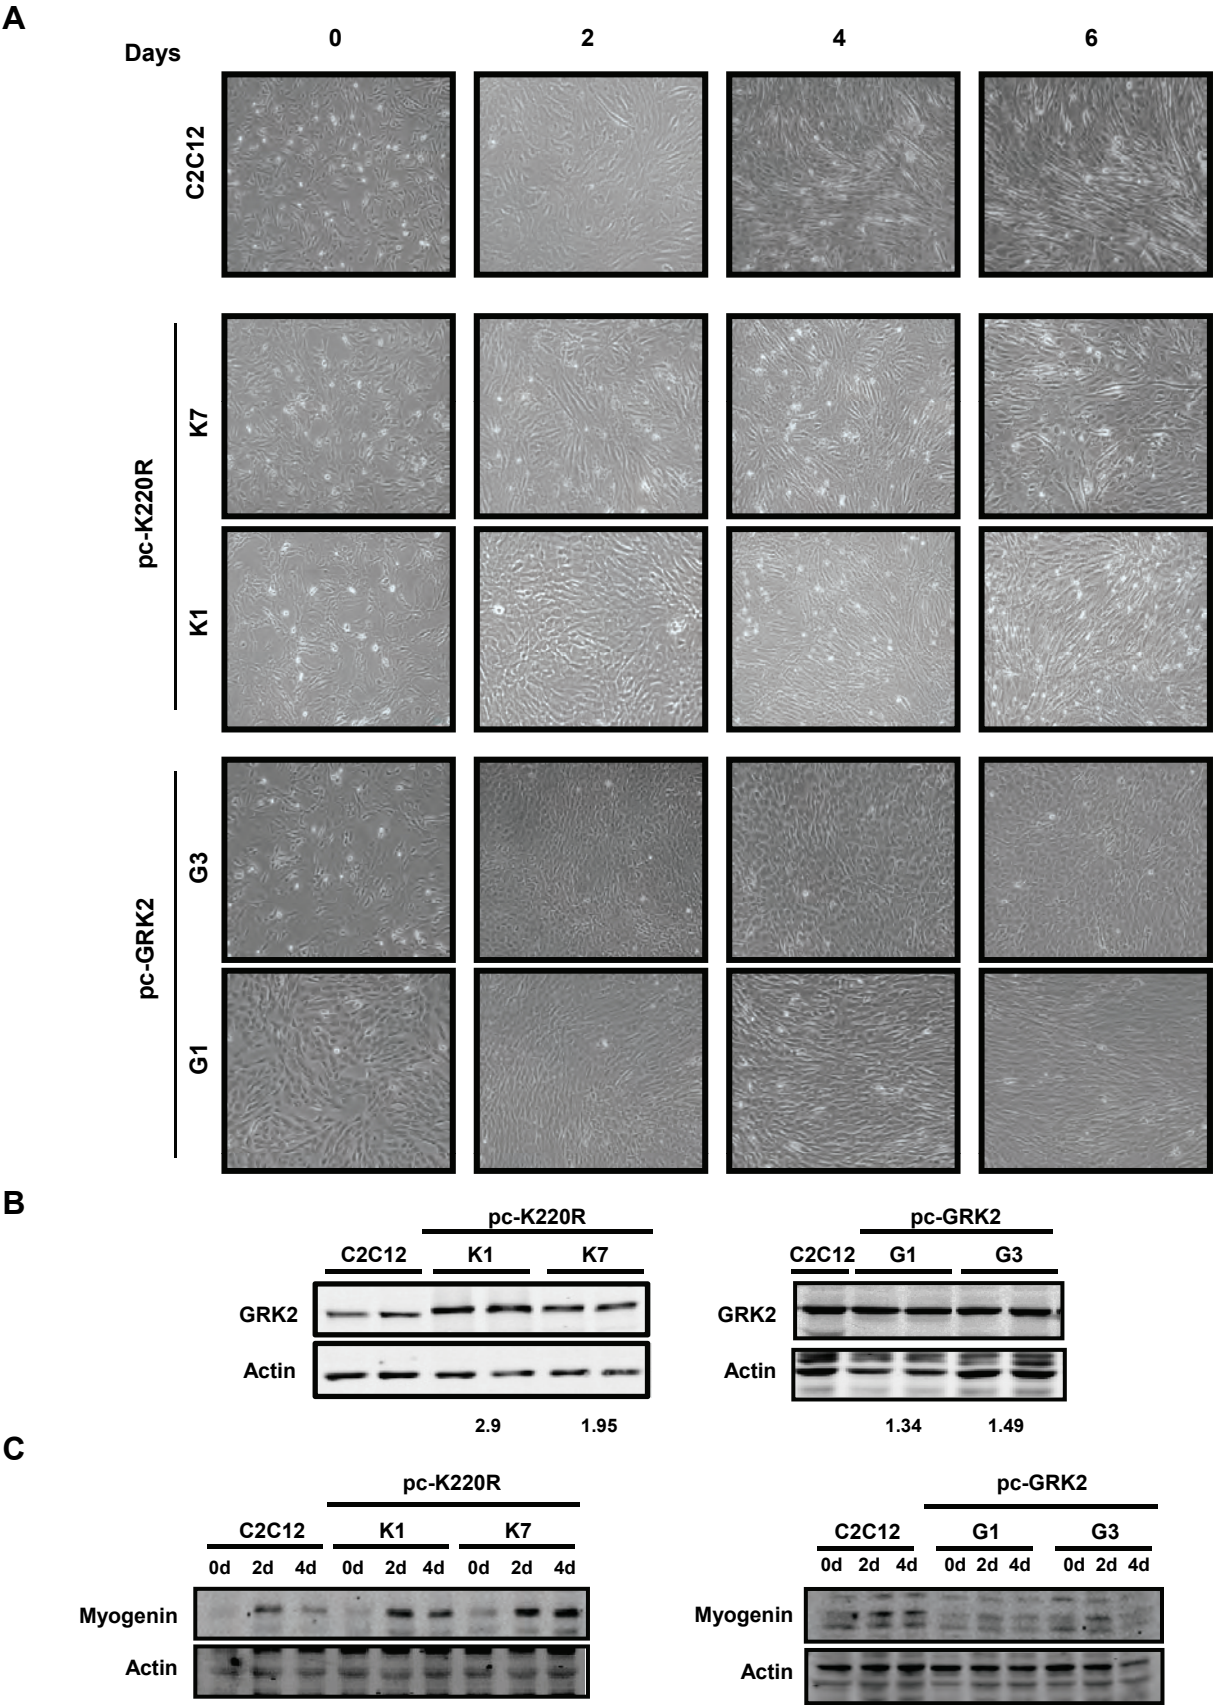 A
Days 0 2 4 6
C2C12
pc-K220R
K7
K1
pc-GRK2
G3
G1
B
pc-K220R
C2C12 K1 K7
GRK2
Actin
2.9 1.95
pc-GRK2
C2C12 G1 G3
GRK2
Actin
1.34 1.49
C
pc-K220R
C2C12 K1 K7
0d 2d 4d 0d 2d 4d 0d 2d 4d
Myogenin
Actin
pc-GRK2
C2C12 G1 G3
0d 2d 4d 0d 2d 4d 0d 2d 4d
Myogenin
Actin